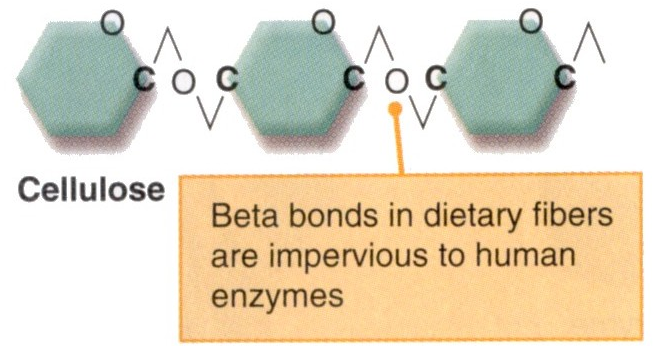 O O O
C O C C O C C
Cellulose
Beta bonds in dietary fibers
are impervious to human
enzymes